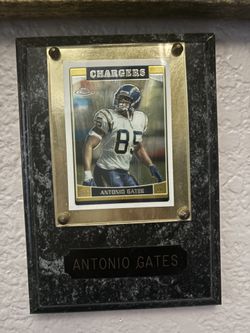 CHARGERS
85
ANTONIO GATES
ANTONIO GATES